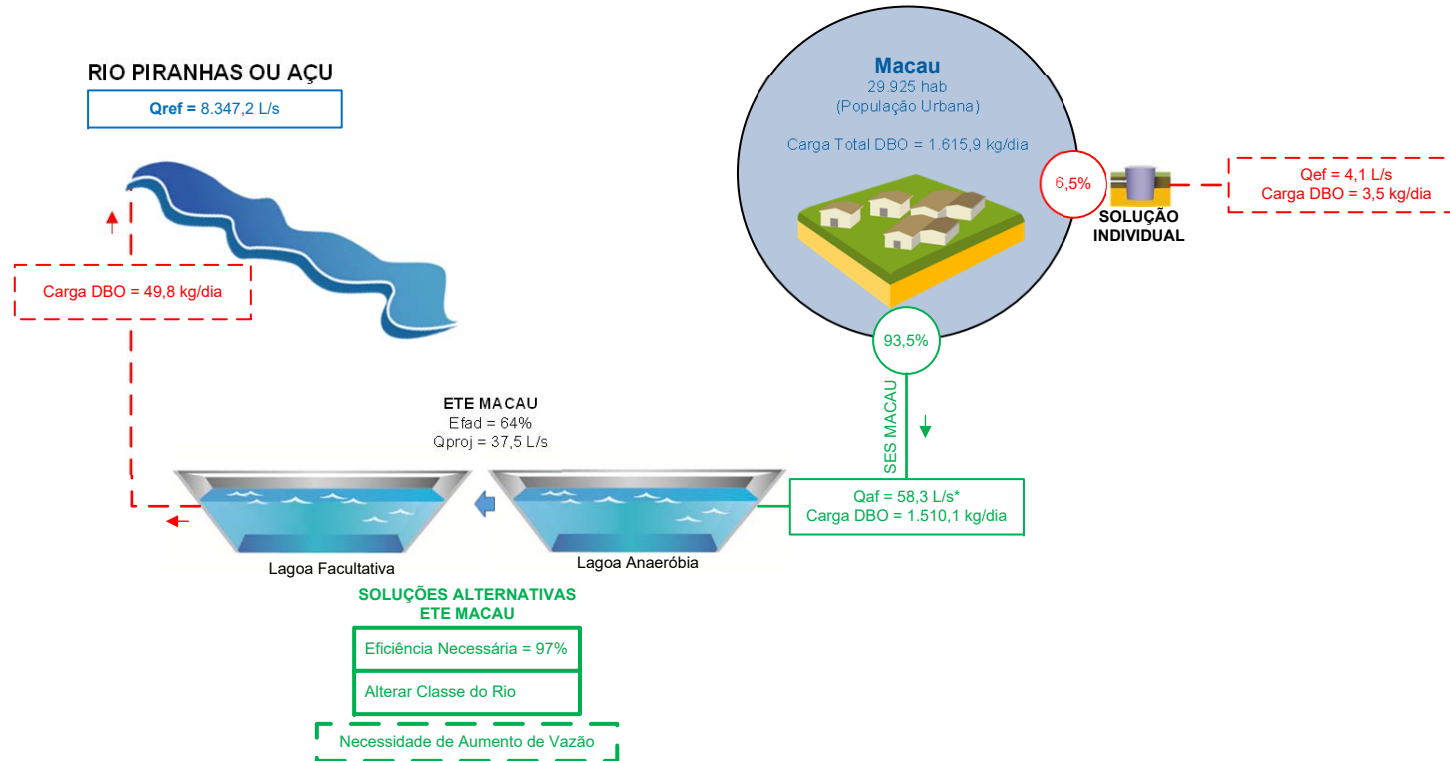 RIO PIRANHAS OU AÇU
Qref = 8.347,2 L/s
Carga DBO = 49,8 kg/dia
Macau
29.925 hab
(População Urbana)
Carga Total DBO = 1.615,9 kg/dia
6,5%
SOLUÇÃO
INDIVIDUAL
Qef = 4,1 L/s
Carga DBO = 3,5 kg/dia
93,5%
SES MACAU
Qaf = 58,3 L/s*
Carga DBO = 1.510,1 kg/dia
ETE MACAU
Efad = 64%
Qproj = 37,5 L/s
Lagoa Facultativa
Lagoa Anaeróbia
SOLUÇÕES ALTERNATIVAS
ETE MACAU
Eficiência Necessária = 97%
Alterar Classe do Rio
Necessidade de Aumento de Vazão